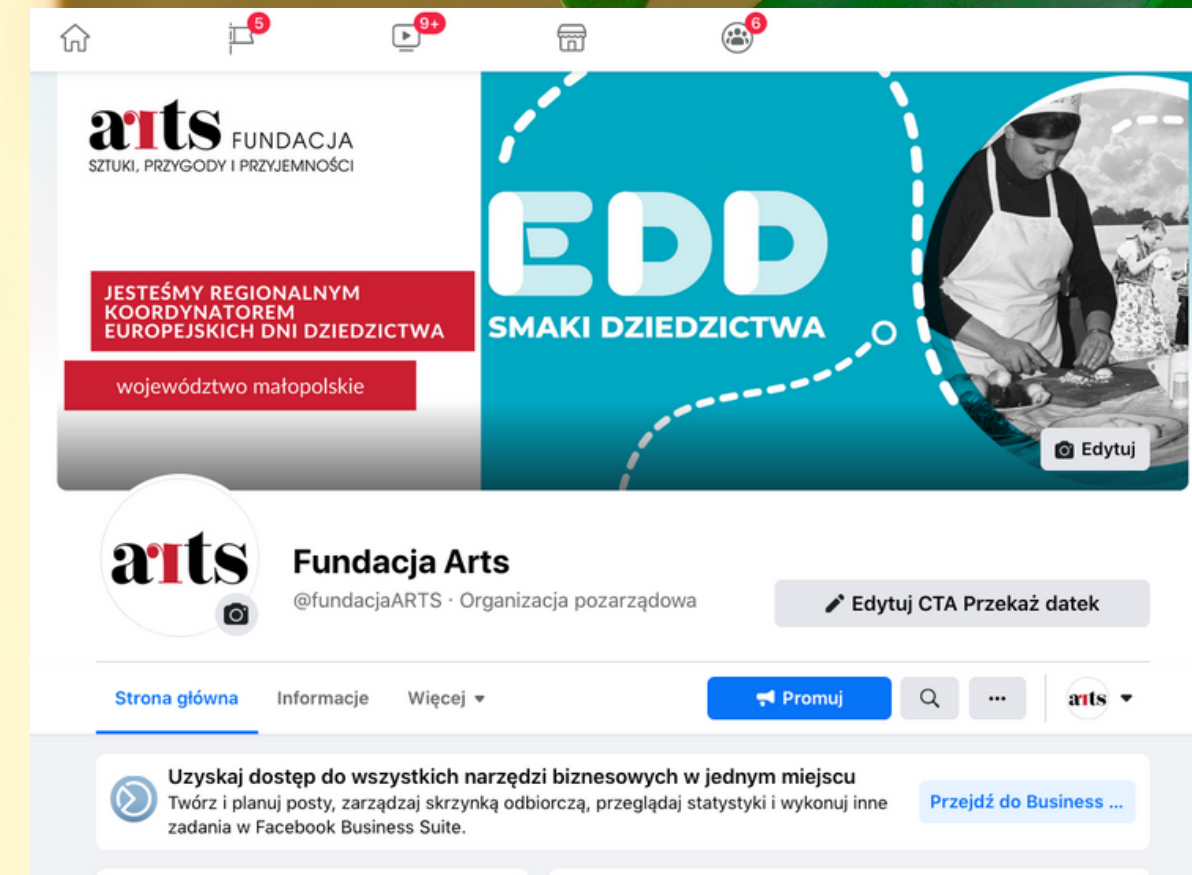 5
9+
6
arts FUNDACJA
SZTUKI, PRZYGODY I PRZYJEMNOŚCI
JESTEŚMY REGIONALNYM
KOORDYNATOREM
EUROPEJSKICH DNI DZIEDZICTWA
województwo małopolskie
EDD
SMAKI DZIEDZICTWA
Edytuj
arts
Fundacja Arts
@fundacjaARTS · Organizacja pozarządowa
Edytuj CTA Przekaż datek
Strona główna Informacje Więcej
Promuj
...
arts
Uzyskaj dostęp do wszystkich narzędzi biznesowych w jednym miejscu
Twórz i planuj posty, zarządzaj skrzynką odbiorczą, przeglądaj statystyki i wykonuj inne
zadania w Facebook Business Suite.
Przejdź do Business ...